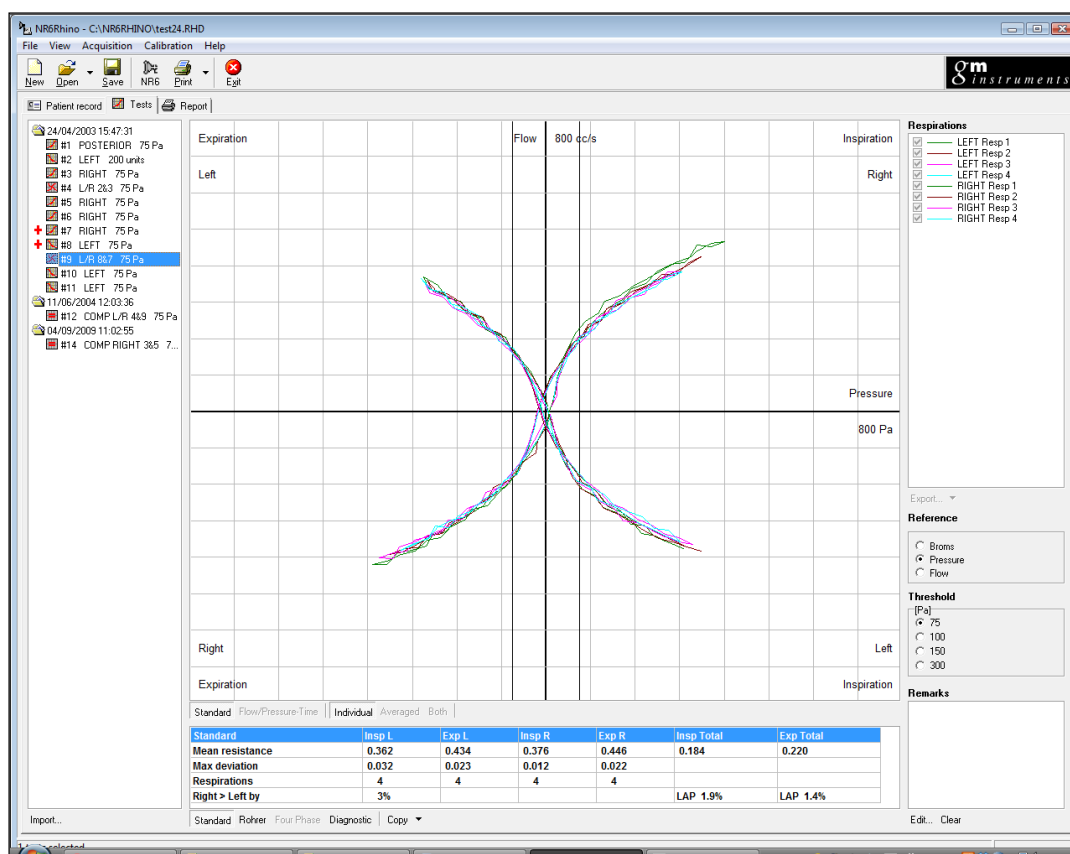 NR6Rhino - C:\NR6RHINO\test24.RHD
File View Acquisition Calibration Help
New Open Save NR6 Print Exit
gm instruments
Patient record Tests Report
24/04/2003 15:47:31
#1 POSTERIOR 75 Pa
#2 LEFT 200 units
#3 RIGHT 75 Pa
#4 L/R 2&3 75 Pa
#5 RIGHT 75 Pa
#6 RIGHT 75 Pa
#7 RIGHT 75 Pa
#8 LEFT 75 Pa
#9 L/R 8&7 75 Pa
#10 LEFT 75 Pa
#11 LEFT 75 Pa
11/06/2004 12:03:36
#12 COMP L/R 4&9 75 Pa
04/09/2009 11:02:55
#14 COMP RIGHT 3&5 7...
Import...
Expiration Flow 800 cc/s Inspiration
Left Right
Pressure
800 Pa
Right Left
Expiration Inspiration
Standard Flow/Pressure-Time Individual Averaged Both
Standard Insp L Exp L Insp R Exp R Insp Total Exp Total
Mean resistance 0.362 0.434 0.376 0.446 0.184 0.220
Max deviation 0.032 0.023 0.012 0.022
Respirations 4 4 4 4
Right > Left by 3% LAP 1.9% LAP 1.4%
Standard Rohrer Four Phase Diagnostic Copy
Respirations
LEFT Resp 1
LEFT Resp 2
LEFT Resp 3
LEFT Resp 4
RIGHT Resp 1
RIGHT Resp 2
RIGHT Resp 3
RIGHT Resp 4
Export...
Reference
Broms
Pressure
Flow
Threshold
[Pa]
75
100
150
300
Remarks
Edit... Clear
selected